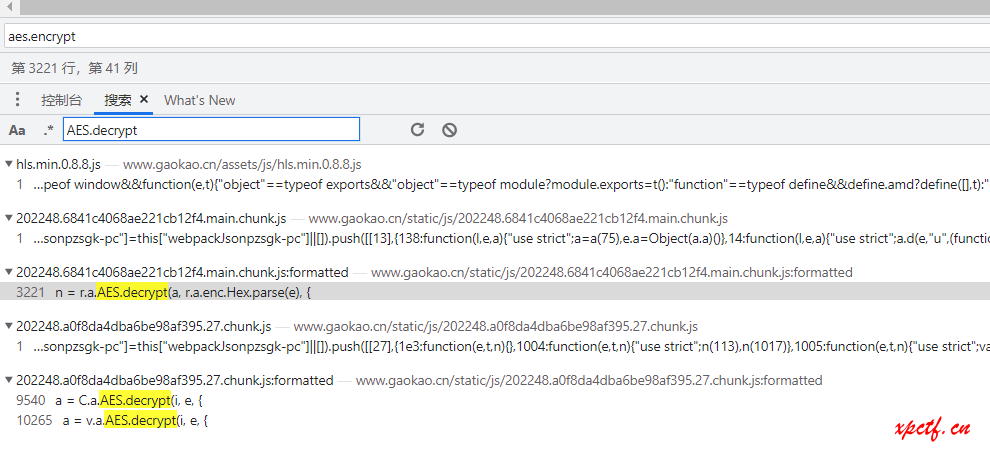 aes.encrypt
第 3221 行，第 41 列
控制台 搜索 × What's New
Aa .* AES.decrypt
hls.min.0.8.8.js — www.gaokao.cn/assets/js/hls.min.0.8.8.js
1 ...peof window&&function(e,t){"object"==typeof exports&&"object"==typeof module?module.exports=t():"function"==typeof define&&define.amd?define([],t):"
202248.6841c4068ae221cb12f4.main.chunk.js — www.gaokao.cn/static/js/202248.6841c4068ae221cb12f4.main.chunk.js
1 ...sonpzsgk-pc"]=this["webpackJsonpzsgk-pc"]||[]).push([[13],{138:function(l,e,a){"use strict";a=a(75),e.a=Object(a.a)()},14:function(l,e,a){"use strict";a.d(e,"u",(functio
202248.6841c4068ae221cb12f4.main.chunk.js:formatted — www.gaokao.cn/static/js/202248.6841c4068ae221cb12f4.main.chunk.js:formatted
3221 n = r.a.AES.decrypt(a, r.a.enc.Hex.parse(e), {
202248.a0f8da4dba6be98af395.27.chunk.js — www.gaokao.cn/static/js/202248.a0f8da4dba6be98af395.27.chunk.js
1 ...sonpzsgk-pc"]=this["webpackJsonpzsgk-pc"]||[]).push([[27],{1e3:function(e,t,n){},1004:function(e,t,n){"use strict";n(113),n(1017)},1005:function(e,t,n){"use strict";va
202248.a0f8da4dba6be98af395.27.chunk.js:formatted — www.gaokao.cn/static/js/202248.a0f8da4dba6be98af395.27.chunk.js:formatted
9540 a = C.a.AES.decrypt(i, e, {
10265 a = v.a.AES.decrypt(i, e, {
xpctf.cn